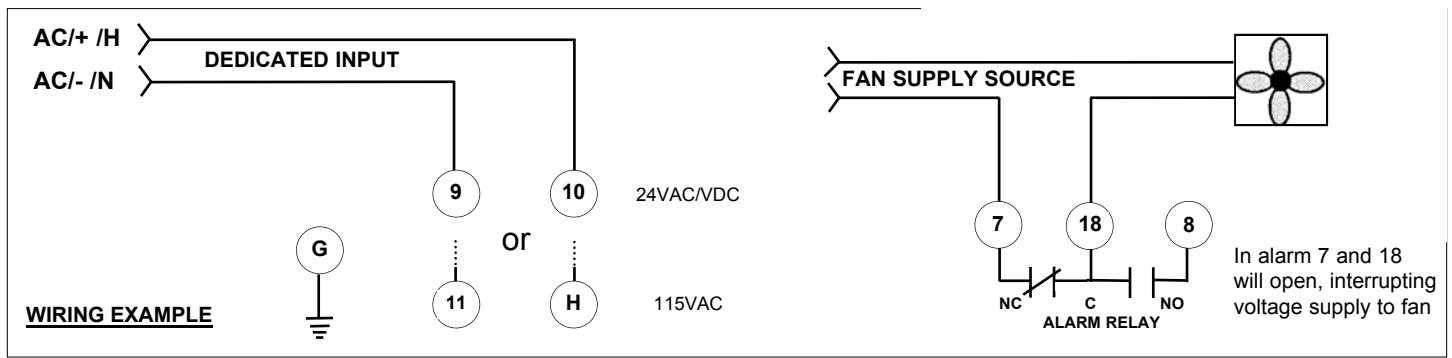 AC/+ /H
DEDICATED INPUT
AC/- /N
FAN SUPPLY SOURCE
9
10
24VAC/VDC
or
G
11
H
115VAC
WIRING EXAMPLE
7
18
8
NC
C
NO
ALARM RELAY
In alarm 7 and 18
will open, interrupting
voltage supply to fan